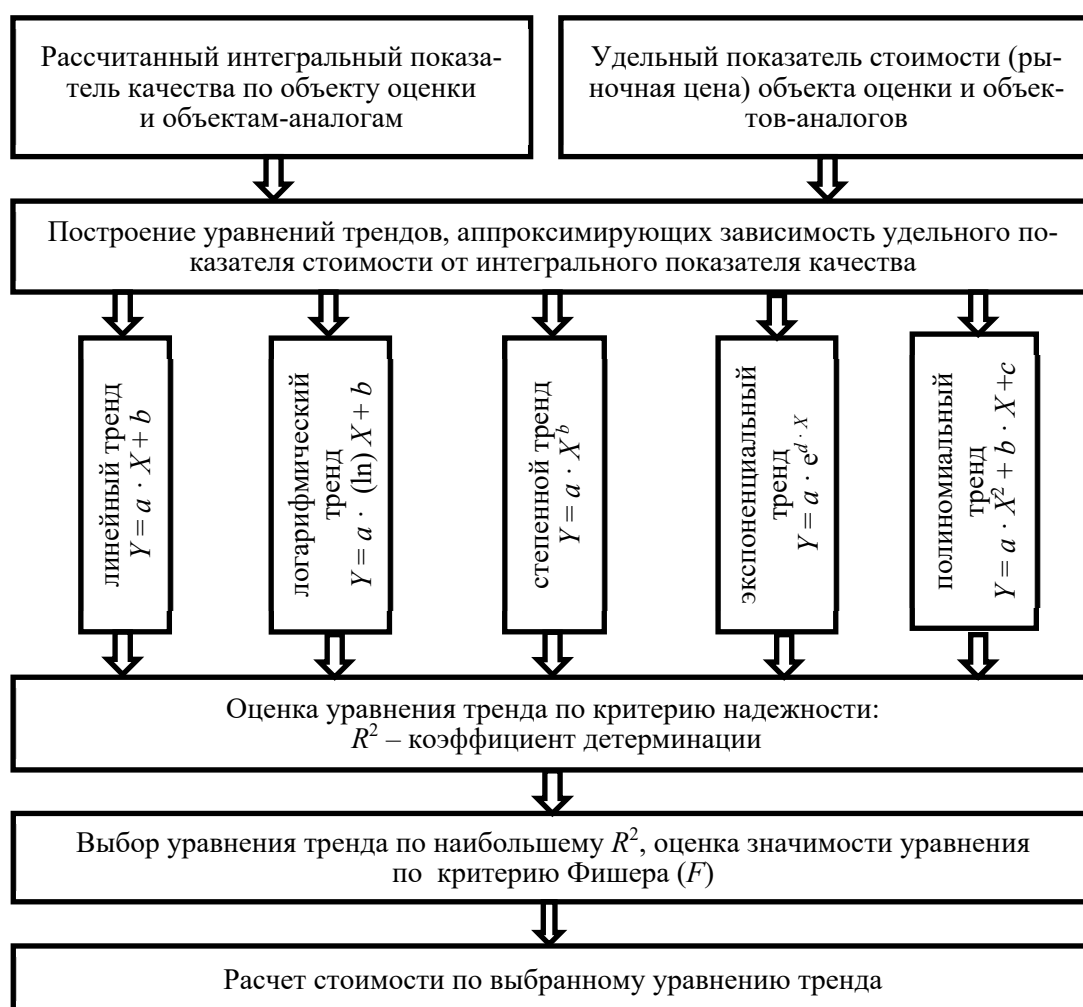 Рассчитанный интегральный показа-
тель качества по объекту оценки
и объектам-аналогам
Удельный показатель стоимости (ры-
ночная цена) объекта оценки и объек-
тов-аналогов
Построение уравнений трендов, аппроксимирующих зависимость удельного по-
казателя стоимости от интегрального показателя качества
линейный тренд
Y = a · X + b
логарифмический
тренд
Y = a · (ln) X + b
степенной тренд
Y = a · X^b
экспоненциальный
тренд
Y = a · e^{d · X}
полиномиальный
тренд
Y = a · X² + b · X +c
Оценка уравнения тренда по критерию надежности:
R² – коэффициент детерминации
Выбор уравнения тренда по наибольшему R², оценка значимости уравнения
по критерию Фишера (F)
Расчет стоимости по выбранному уравнению тренда